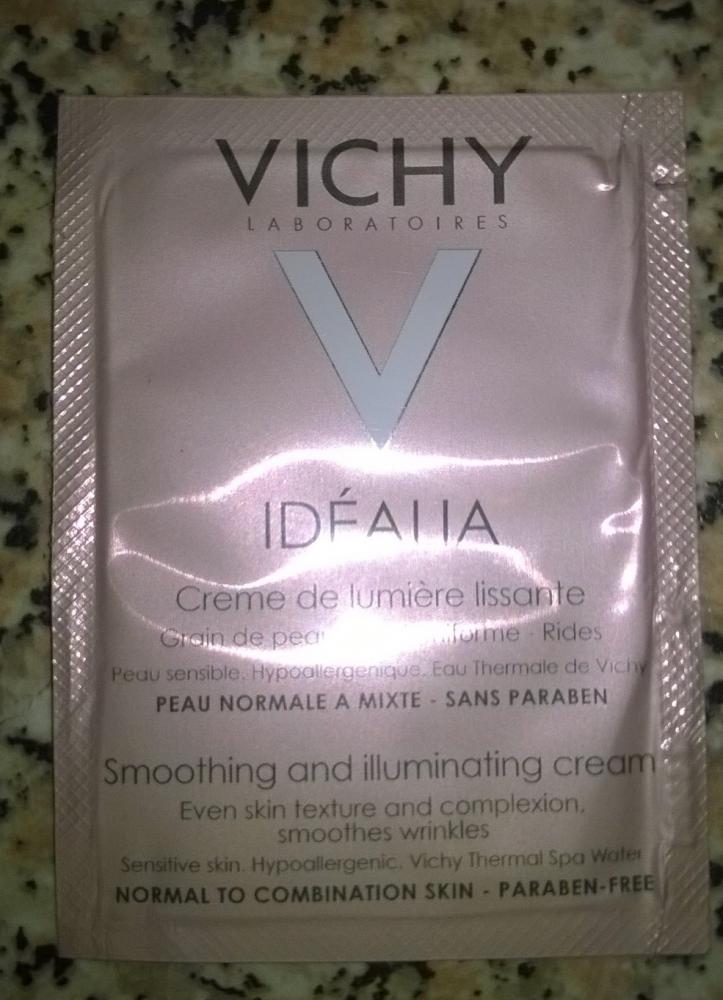 VICHY
LABORATOIRES
V
IDÉALIA
Creme de lumière lissante
Grain de peau - Rides
Peau sensible. Hypoallergenique. Eau Thermale de Vichy
PEAU NORMALE A MIXTE - SANS PARABEN
Smoothing and illuminating cream
Even skin texture and complexion,
smoothes wrinkles
Sensitive skin. Hypoallergenic. Vichy Thermal Spa Water
NORMAL TO COMBINATION SKIN - PARABEN-FREE